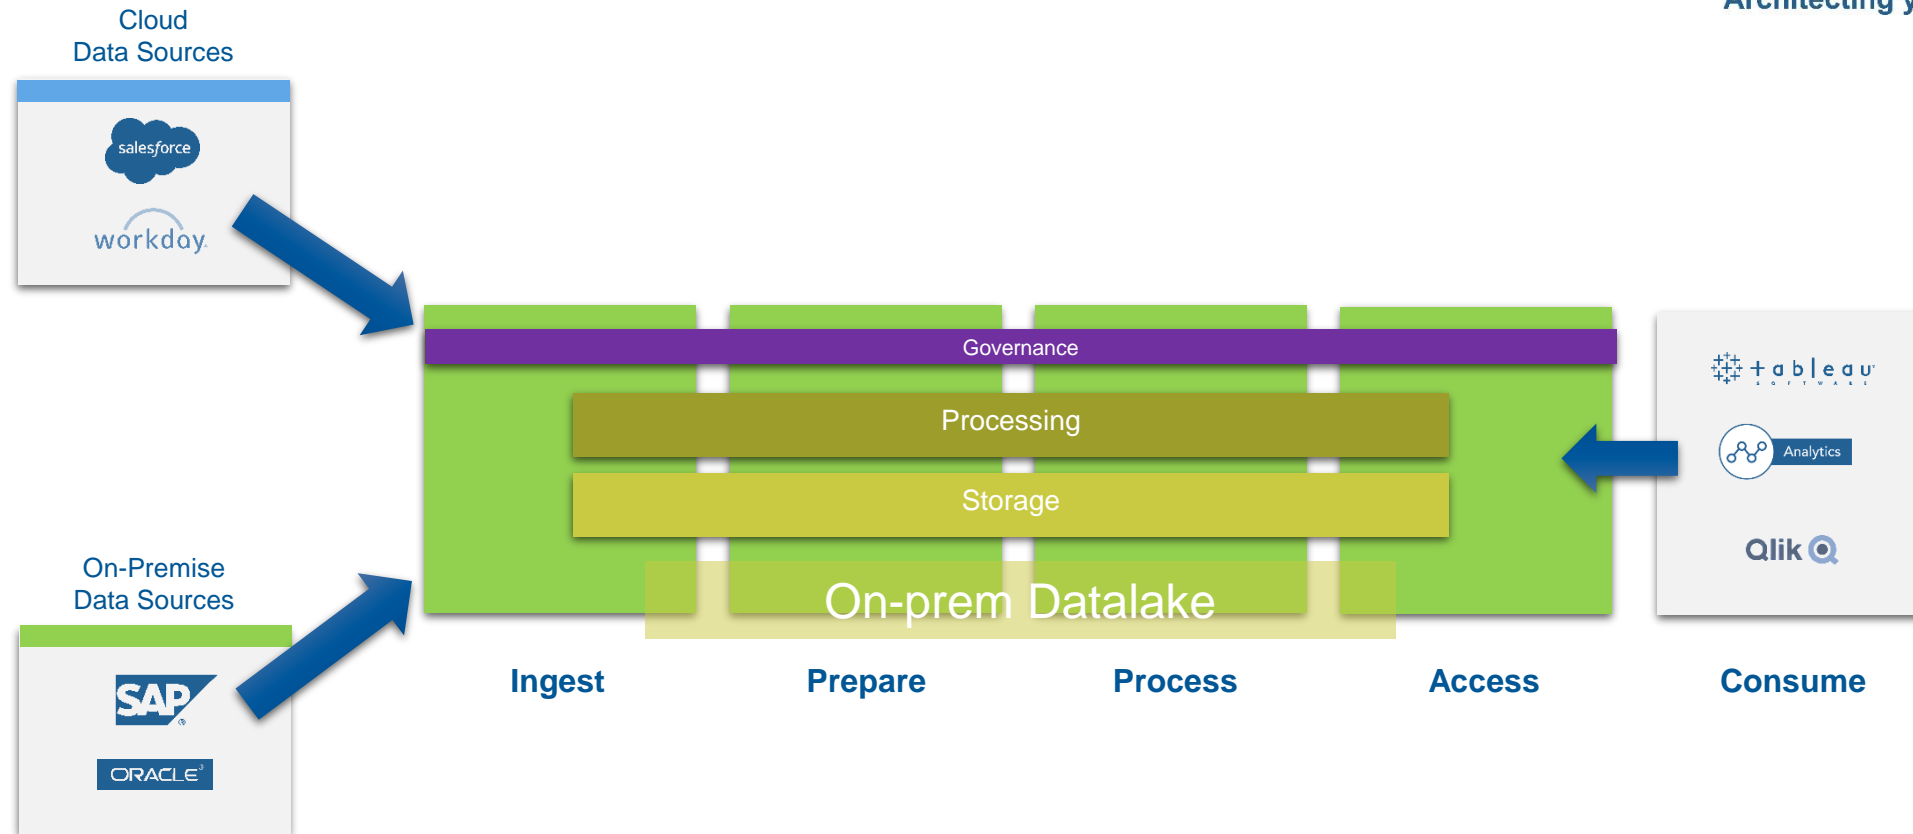 Architecting y
Cloud
Data Sources
salesforce
workday.
Governance
Processing
Storage
On-prem Datalake
tableau
SOFTWARE
Analytics
Qlik
On-Premise
Data Sources
SAP®
ORACLE
Ingest
Prepare
Process
Access
Consume